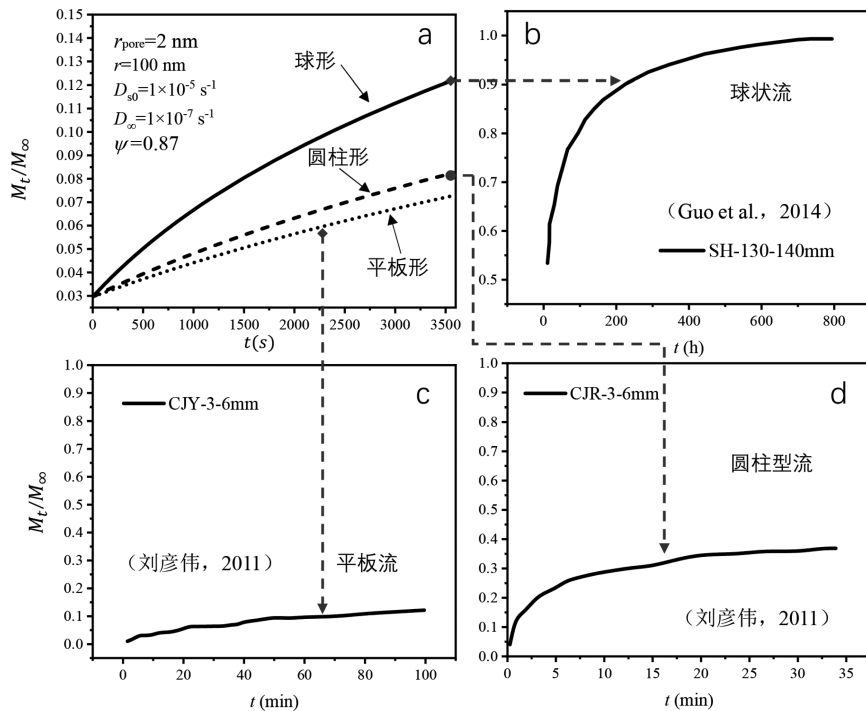 a
0.15
0.14
0.13
0.12
0.11
0.10
0.09
0.08
0.07
0.06
0.05
0.04
0.03
M_t/M_∞
r_pore=2 nm
r=100 nm
D_s0=1×10^-5 s^-1
D_∞=1×10^-7 s^-1
ψ=0.87
球形
圆柱形
平板形
0 500 1000 1500 2000 2500 3000 3500
t(s)
b
1.0
0.9
0.8
0.7
0.6
0.5
球状流
(Guo et al., 2014)
SH-130-140mm
0 200 400 600 800
t (h)
c
1.0
0.9
0.8
0.7
0.6
0.5
0.4
0.3
0.2
0.1
0.0
M_t/M_∞
CJY-3-6mm
(刘彦伟, 2011) 平板流
0 20 40 60 80 100
t (min)
d
1.0
0.9
0.8
0.7
0.6
0.5
0.4
0.3
0.2
0.1
0.0
CJR-3-6mm
圆柱型流
(刘彦伟, 2011)
0 5 10 15 20 25 30 35
t (min)